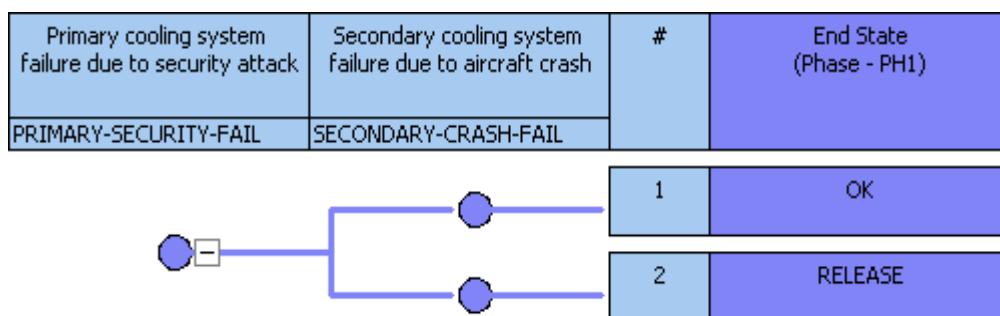 Primary cooling system
failure due to security attack
Secondary cooling system
failure due to aircraft crash
#
End State
(Phase - PH1)
PRIMARY-SECURITY-FAIL
SECONDARY-CRASH-FAIL
1
OK
2
RELEASE